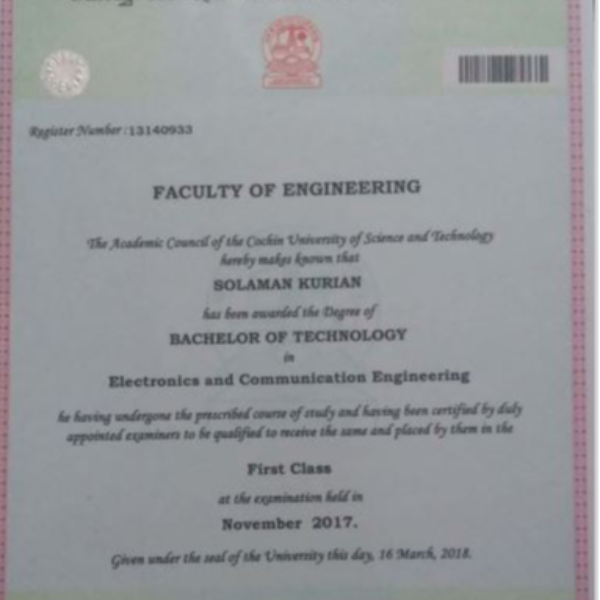 Register Number :13140933
FACULTY OF ENGINEERING
The Academic Council of the Cochin University of Science and Technology
hereby makes known that
SOLAMAN KURIAN
has been awarded the Degree of
BACHELOR OF TECHNOLOGY
in
Electronics and Communication Engineering
he having undergone the prescribed course of study and having been certified by duly
appointed examiners to be qualified to receive the same and placed by them in the
First Class
at the examination held in
November 2017.
Given under the seal of the University this day, 16 March, 2018.